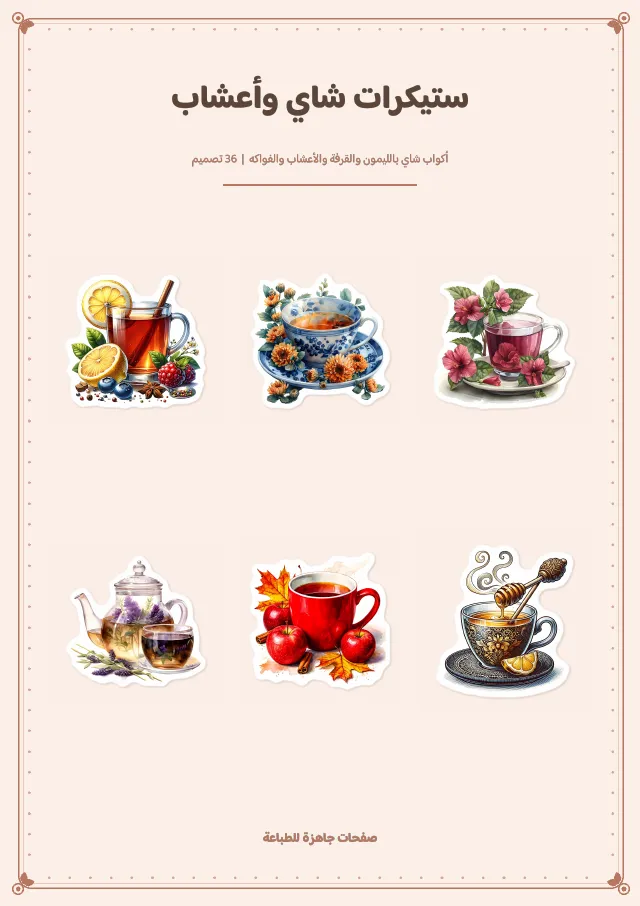 ستيكرات شاي وأعشاب
أكواب شاي بالليمون والقرفة والأعشاب والفواكه | 36 تصميم
صفحات جاهزة للطباعة